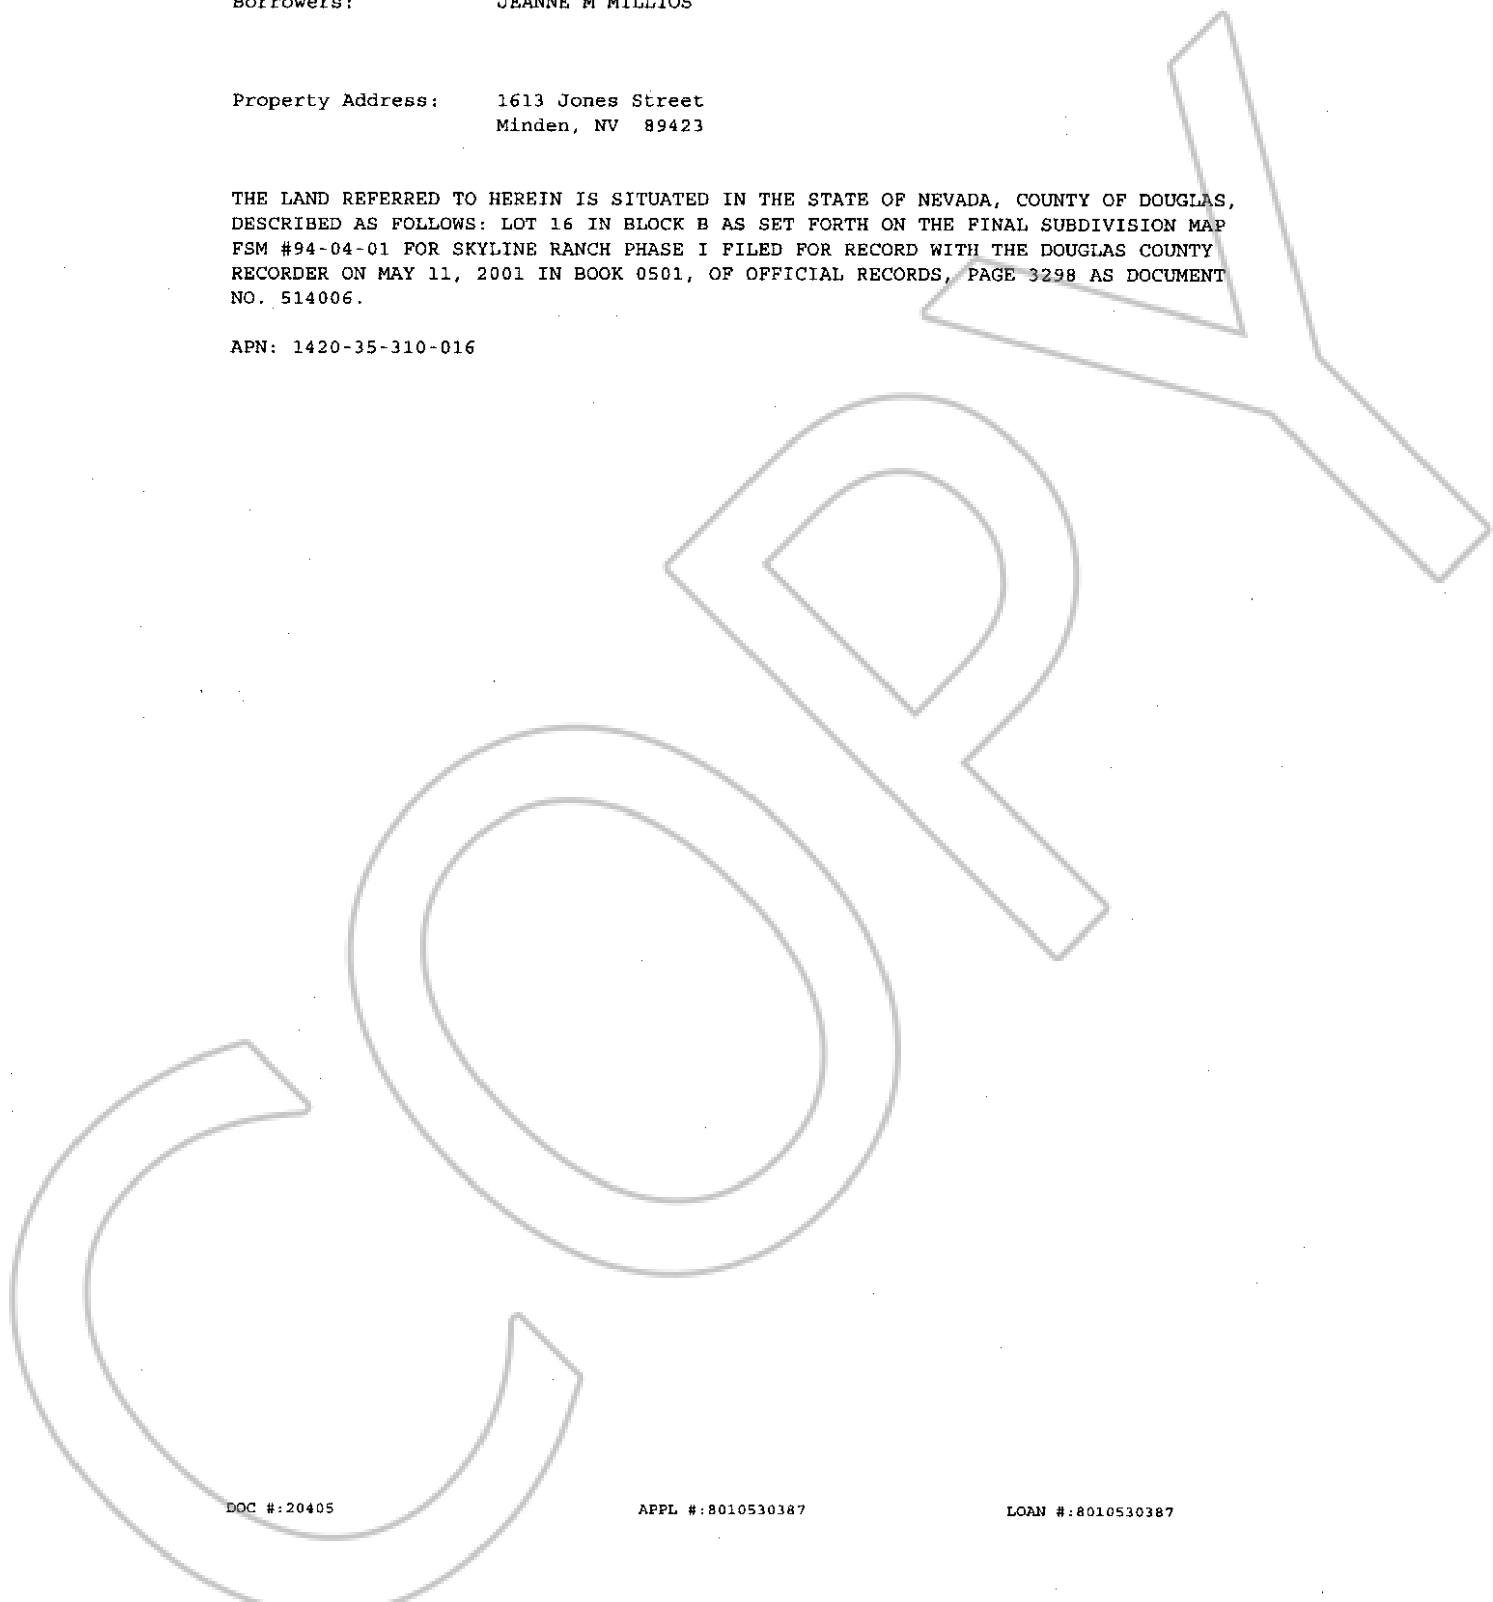 Borrowers: JEANNE M MILLIOS
Property Address: 1613 Jones Street
Minden, NV 89423
THE LAND REFERRED TO HEREIN IS SITUATED IN THE STATE OF NEVADA, COUNTY OF DOUGLAS,
DESCRIBED AS FOLLOWS: LOT 16 IN BLOCK B AS SET FORTH ON THE FINAL SUBDIVISION MAP
FSM #94-04-01 FOR SKYLINE RANCH PHASE I FILED FOR RECORD WITH THE DOUGLAS COUNTY
RECORDER ON MAY 11, 2001 IN BOOK 0501, OF OFFICIAL RECORDS, PAGE 3298 AS DOCUMENT
NO. 514006.
APN: 1420-35-310-016
COPY
DOC #:20405 APPL #:8010530387 LOAN #:8010530387